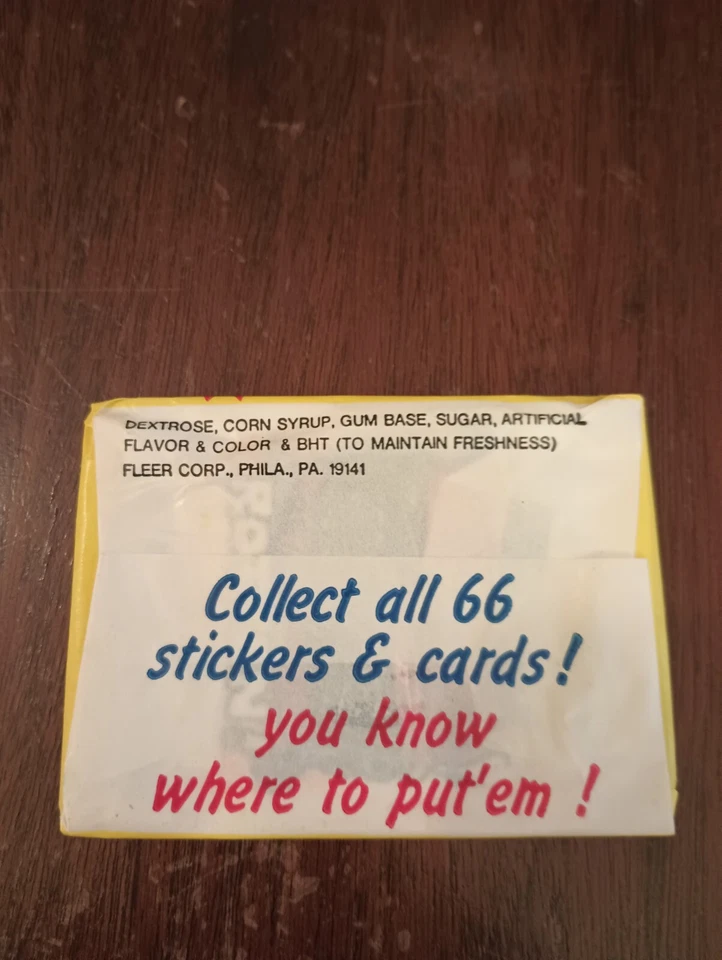 DEXTROSE, CORN SYRUP, GUM BASE, SUGAR, ARTIFICIAL
FLAVOR & COLOR & BHT (TO MAINTAIN FRESHNESS)
FLEER CORP., PHILA., PA. 19141
Collect all 66
stickers & cards!
you know
where to put'em !